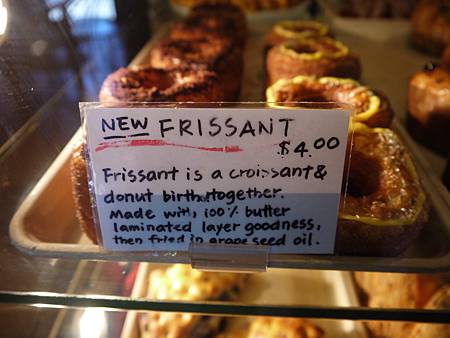 NEW FRISSANT
$4.00
Frissant is a croissant &
donut birthe together.
Made with 100% butter
laminated layer goodness,
then fried in grape seed oil.